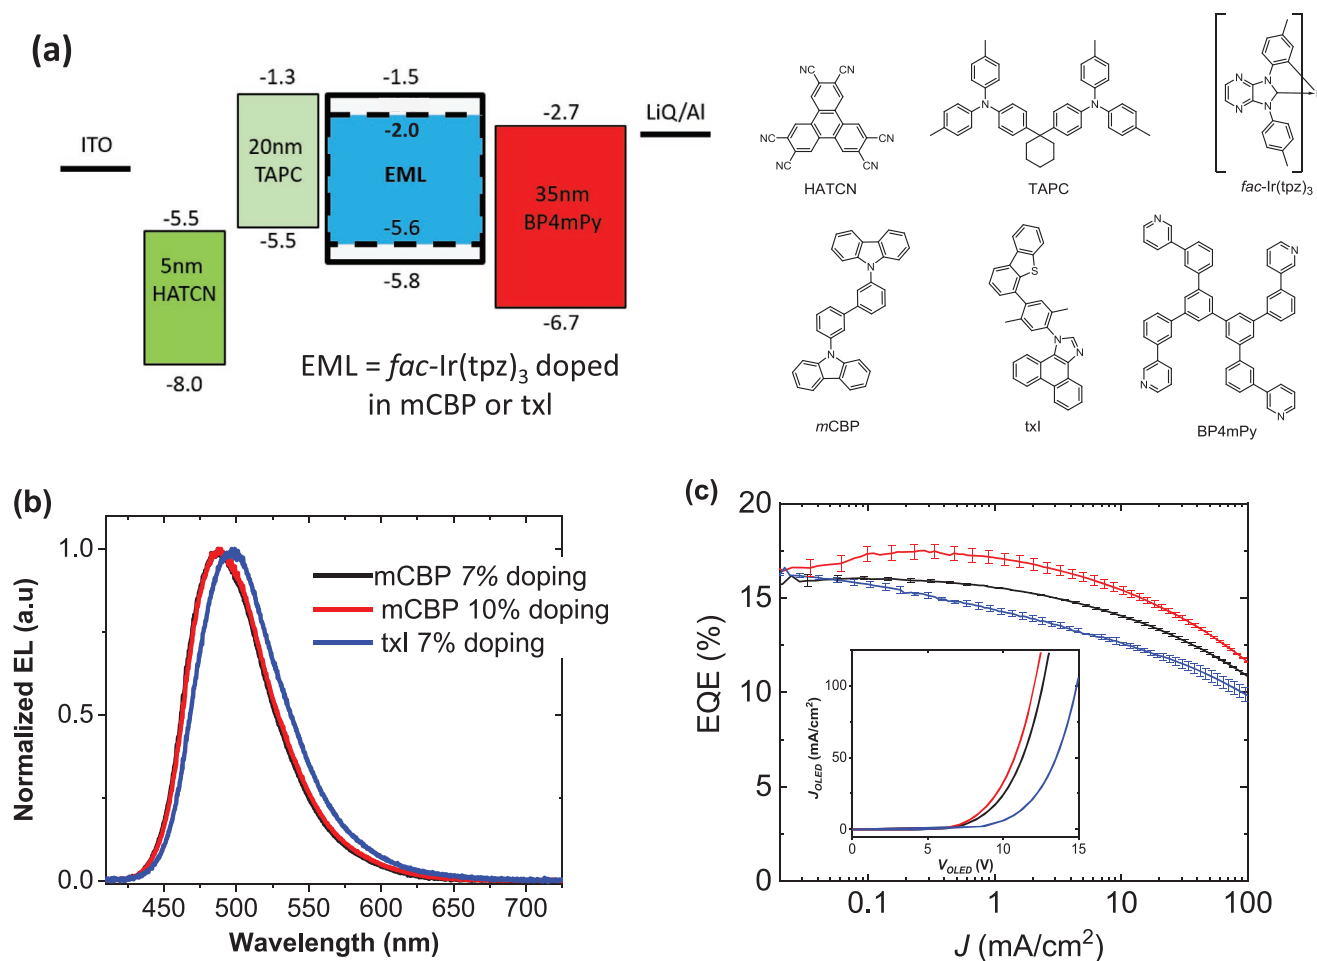 (a)
-1.3
-1.5
-2.0
-2.7
LiQ/Al
ITO
20nm
TAPC
EML
35nm
BP4mPy
-5.5
-5.5
-5.6
-5.8
5nm
HATCN
-6.7
-8.0
EML = fac-Ir(tpz)3 doped
in mCBP or txI
CN CN
NC CN
NC CN
HATCN
N N
TAPC
N N
N N
fac-Ir(tpz)3
N
N
mCBP
S
N N
txI
N N
N N
BP4mPy
(b)
Normalized EL (a.u)
1.0
0.5
0.0
mCBP 7% doping
mCBP 10% doping
txI 7% doping
450 500 550 600 650 700
Wavelength (nm)
(c)
EQE (%)
20
15
10
5
0
JOLED (mA/cm2)
100
50
0
0 5 10 15
VOLED (V)
0.1 1 10 100
J (mA/cm2)